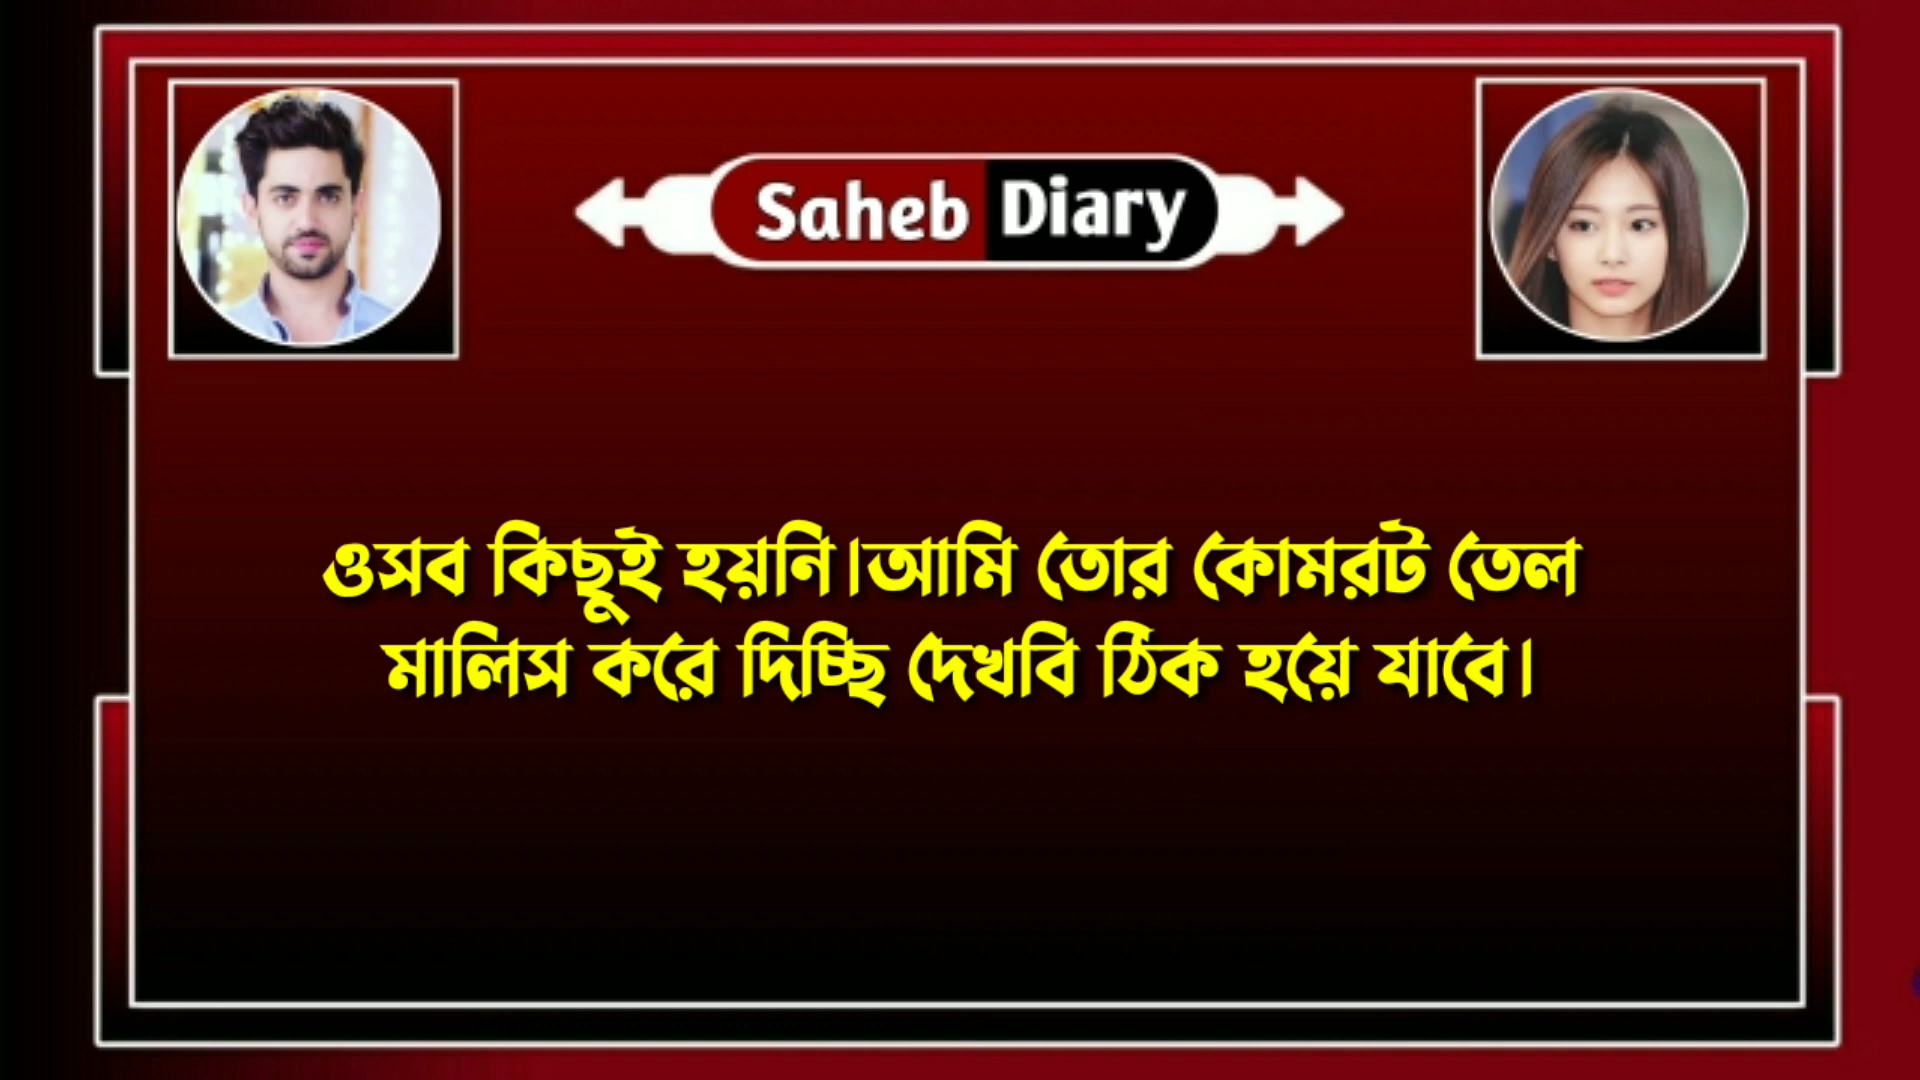 Saheb Diary
ওসব কিছুই হয়নি।আমি তোর কোমরট তেল
মালিস করে দিচ্ছি দেখবি ঠিক হয়ে যাবে।